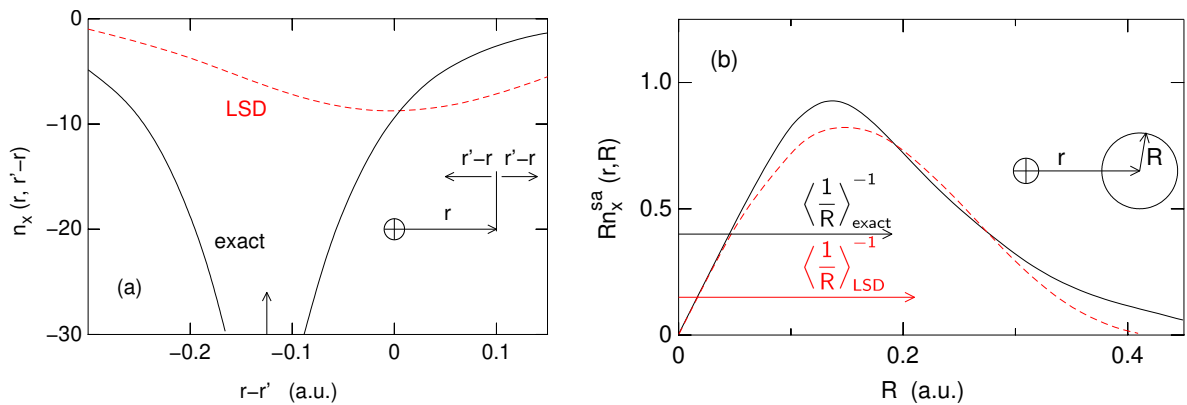 0
−10
−20
−30
n_x (r, r'−r)
LSD
exact
r'−r r'−r
r
(a)
−0.2 −0.1 0 0.1
r−r' (a.u.)
(b)
1.0
0.5
0
Rn_x^sa (r,R)
r
R
⟨1/R⟩^−1_exact
⟨1/R⟩^−1_LSD
0 0.2 0.4
R (a.u.)